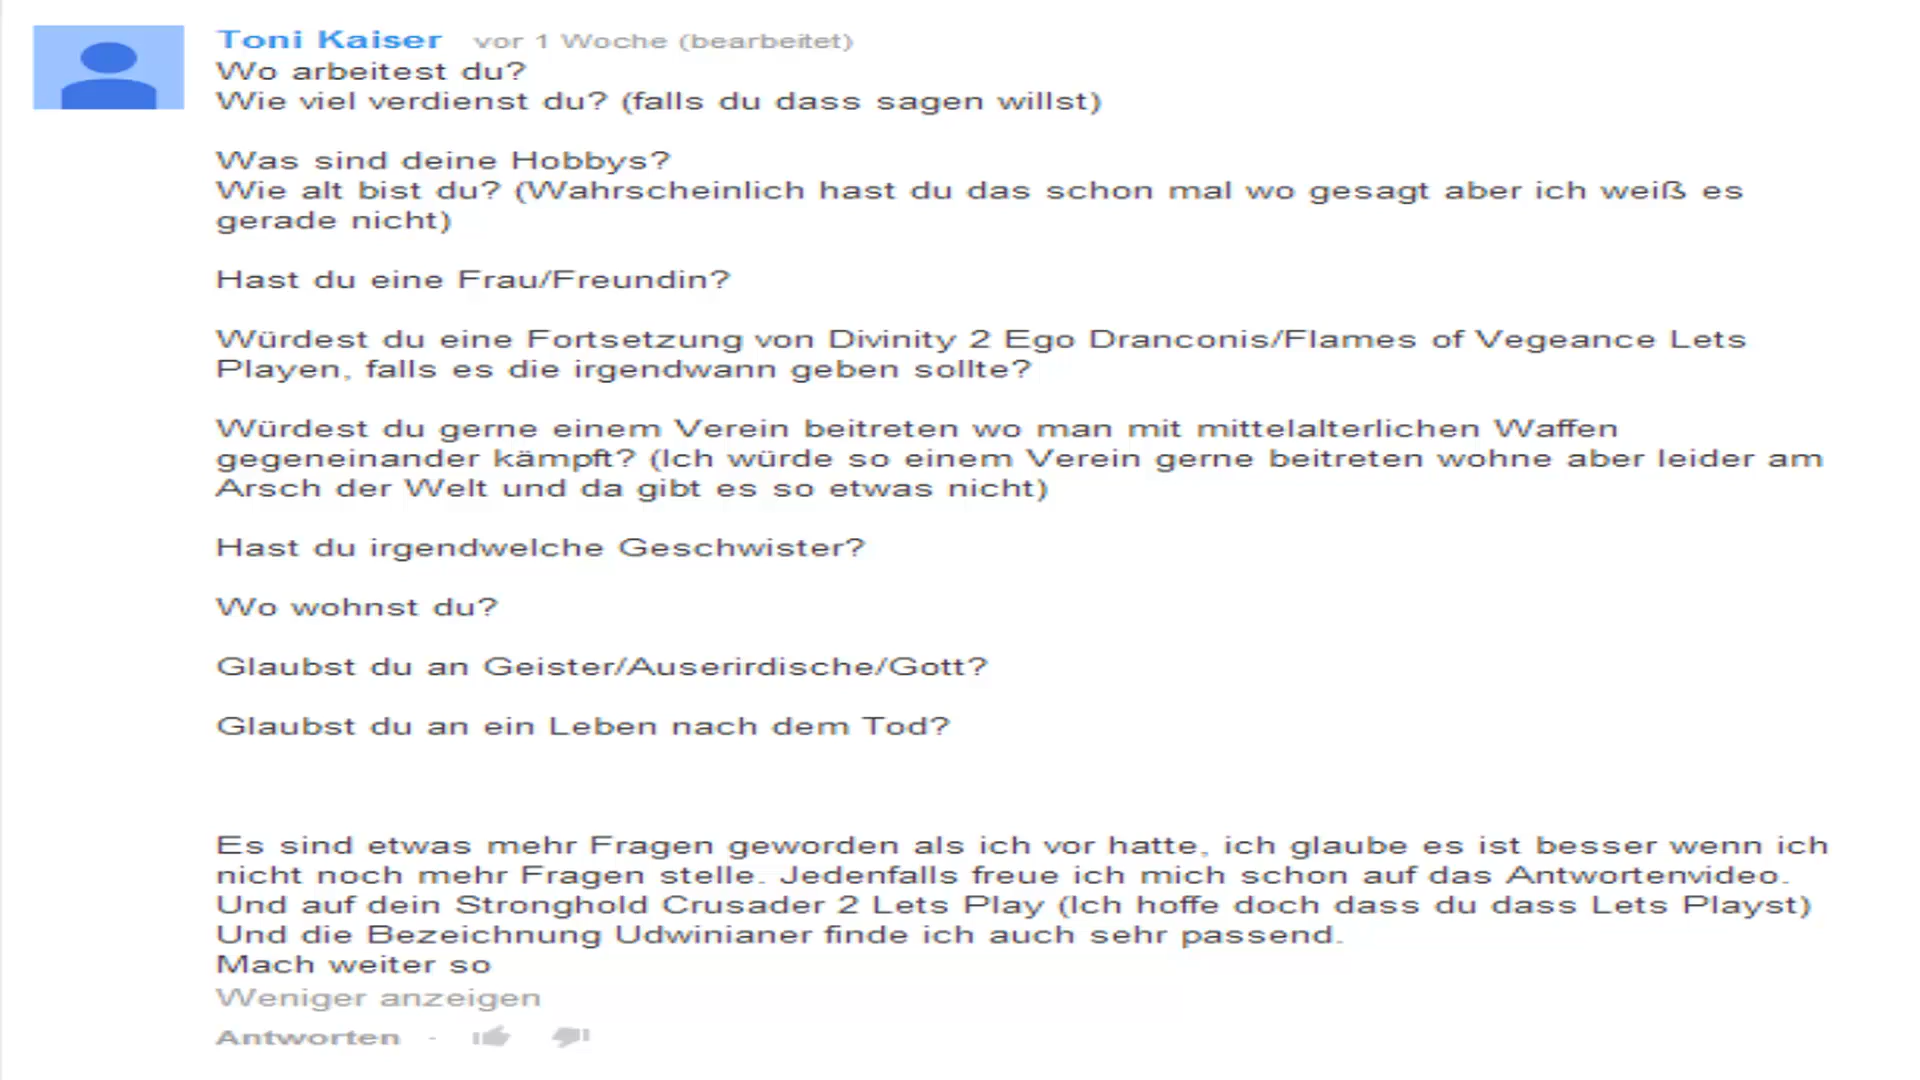 Toni Kaiser vor 1 Woche (bearbeitet)
Wo arbeitest du?
Wie viel verdienst du? (falls du dass sagen willst)
Was sind deine Hobbys?
Wie alt bist du? (Wahrscheinlich hast du das schon mal wo gesagt aber ich weiß es
gerade nicht)
Hast du eine Frau/Freundin?
Würdest du eine Fortsetzung von Divinity 2 Ego Dranconis/Flames of Vegeance Lets
Playen, falls es die irgendwann geben sollte?
Würdest du gerne einem Verein beitreten wo man mit mittelalterlichen Waffen
gegeneinander kämpft? (Ich würde so einem Verein gerne beitreten wohne aber leider am
Arsch der Welt und da gibt es so etwas nicht)
Hast du irgendwelche Geschwister?
Wo wohnst du?
Glaubst du an Geister/Auserirdische/Gott?
Glaubst du an ein Leben nach dem Tod?
Es sind etwas mehr Fragen geworden als ich vor hatte, ich glaube es ist besser wenn ich
nicht noch mehr Fragen stelle. Jedenfalls freue ich mich schon auf das Antwortenvideo.
Und auf dein Stronghold Crusader 2 Lets Play (Ich hoffe doch dass du dass Lets Playst)
Und die Bezeichnung Udwinianer finde ich auch sehr passend.
Mach weiter so
Weniger anzeigen
Antworten ·